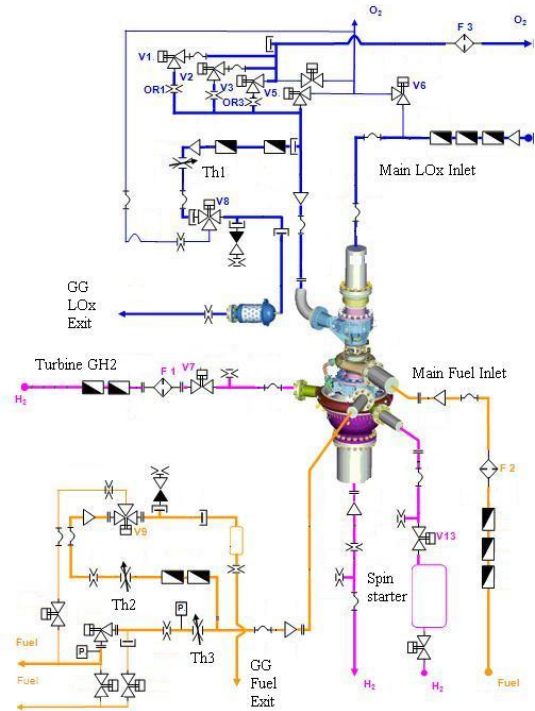 O₂
F 3
O₂
V1
V2
V3
V5
V6
OR1
OR3
Th1
Main LOx Inlet
V8
GG
LOx
Exit
Turbine GH2
F 1
V7
Main Fuel Inlet
H₂
F 2
V9
V13
Th2
Spin
starter
P
Fuel
P
Th3
GG
Fuel
Exit
Fuel
H₂
H₂
Fuel